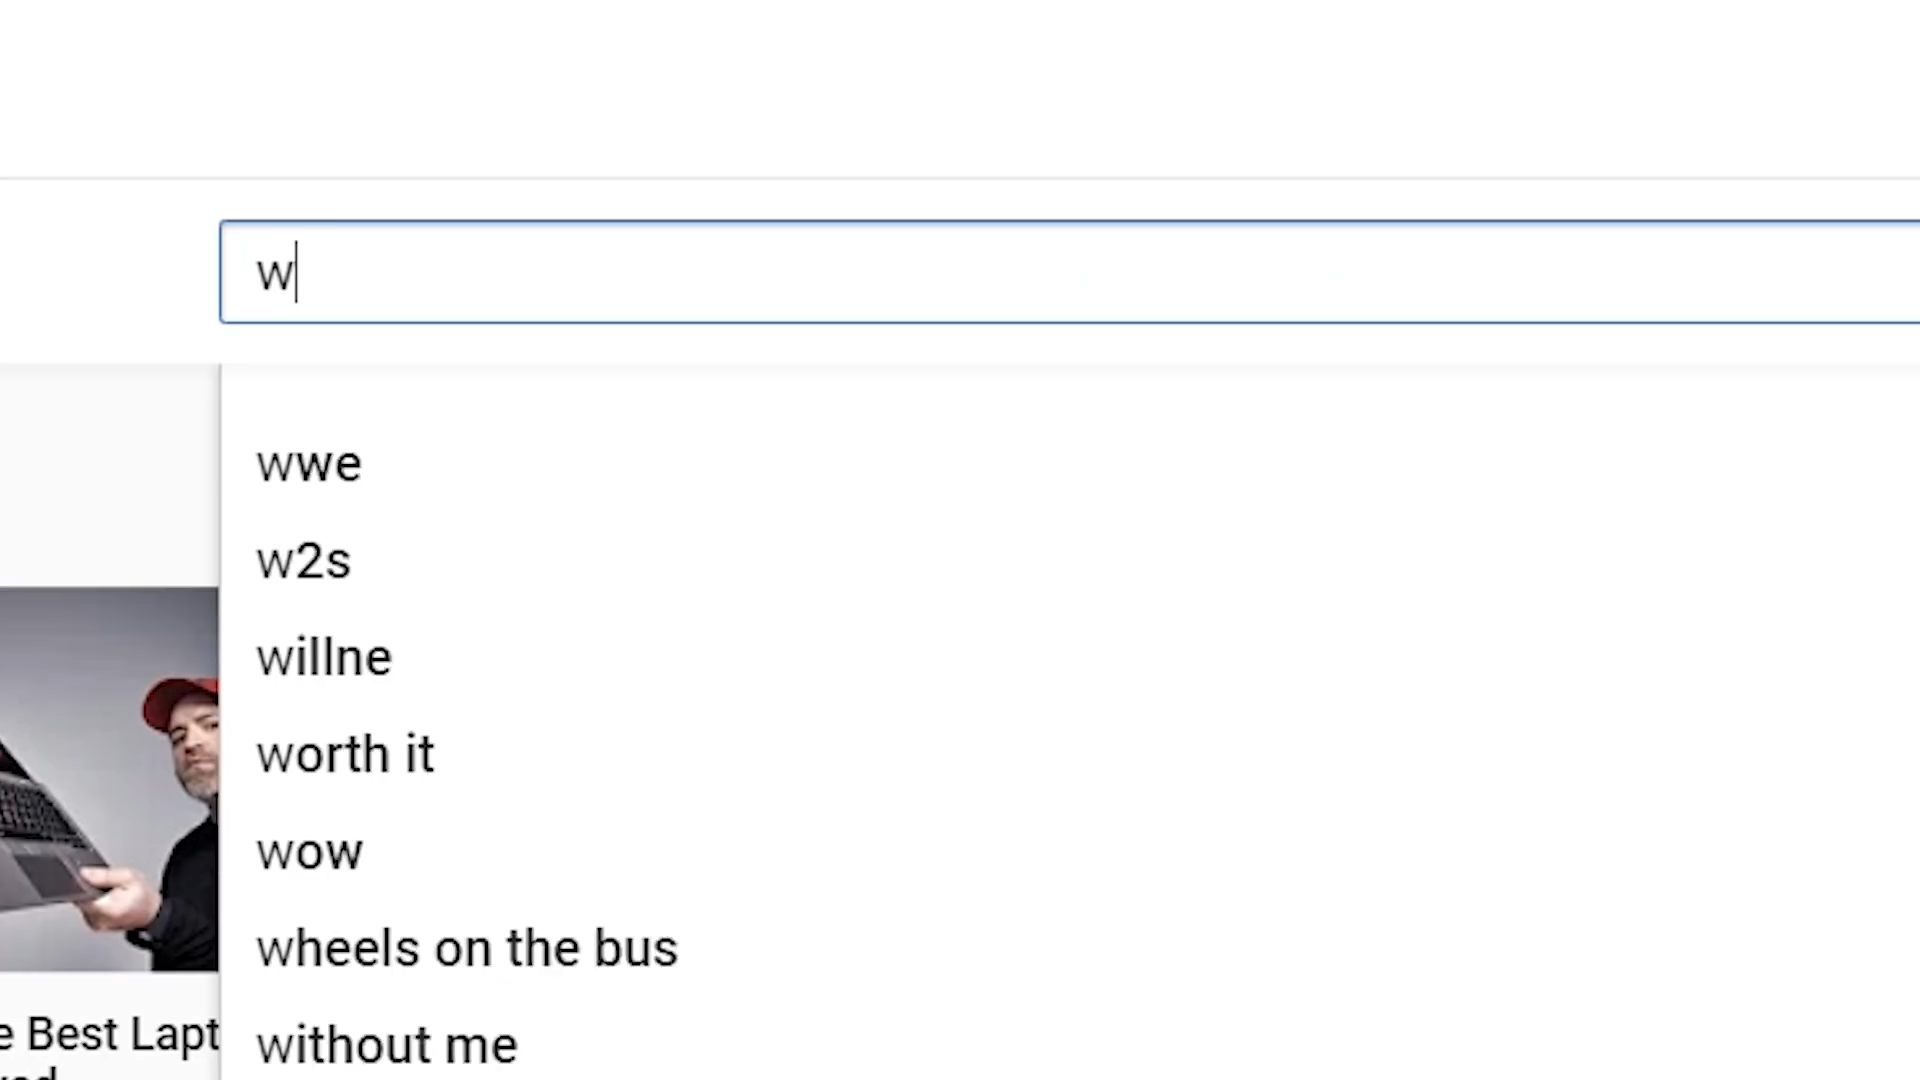 w
wwe
w2s
willne
worth it
wow
wheels on the bus
without me
e Best Lapt